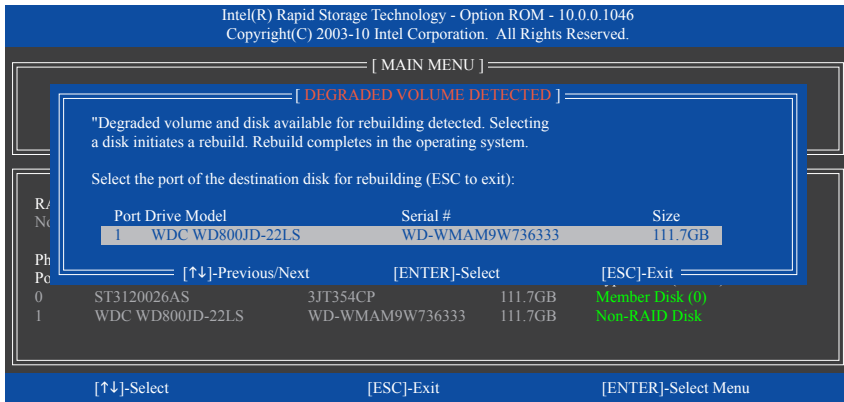 Intel(R) Rapid Storage Technology - Option ROM - 10.0.0.1046
Copyright(C) 2003-10 Intel Corporation. All Rights Reserved.
[ MAIN MENU ]
[ DEGRADED VOLUME DETECTED ]
"Degraded volume and disk available for rebuilding detected. Selecting
a disk initiates a rebuild. Rebuild completes in the operating system.
Select the port of the destination disk for rebuilding (ESC to exit):
Port Drive Model Serial # Size
1 WDC WD800JD-22LS WD-WMAM9W736333 111.7GB
[↑↓]-Previous/Next [ENTER]-Select [ESC]-Exit
0 ST3120026AS 3JT354CP 111.7GB Member Disk (0)
1 WDC WD800JD-22LS WD-WMAM9W736333 111.7GB Non-RAID Disk
[↑↓]-Select [ESC]-Exit [ENTER]-Select Menu